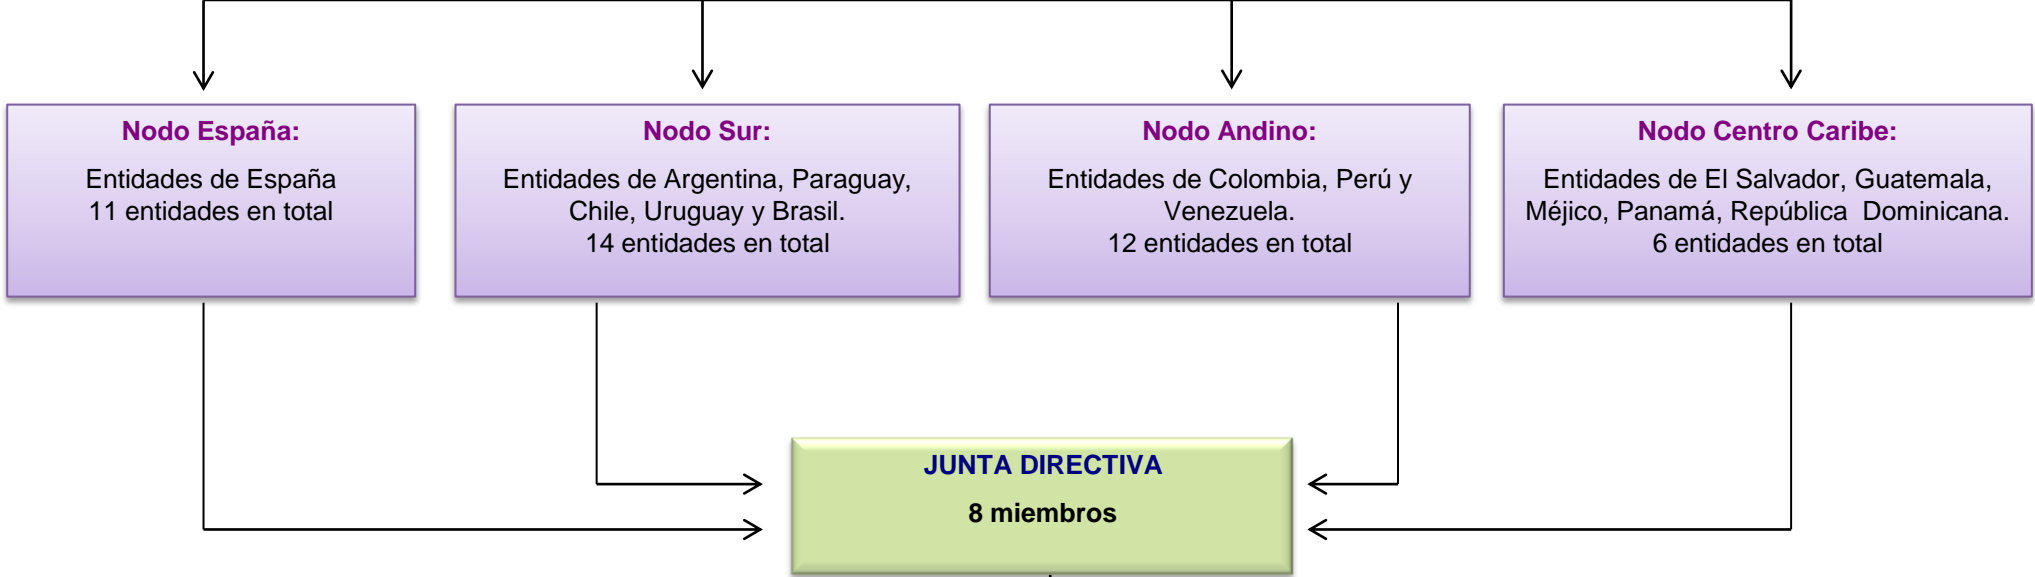 Nodo España:
Entidades de España
11 entidades en total
Nodo Sur:
Entidades de Argentina, Paraguay,
Chile, Uruguay y Brasil.
14 entidades en total
Nodo Andino:
Entidades de Colombia, Perú y
Venezuela.
12 entidades en total
Nodo Centro Caribe:
Entidades de El Salvador, Guatemala,
Méjico, Panamá, República  Dominicana.
6 entidades en total
JUNTA DIRECTIVA
8 miembros